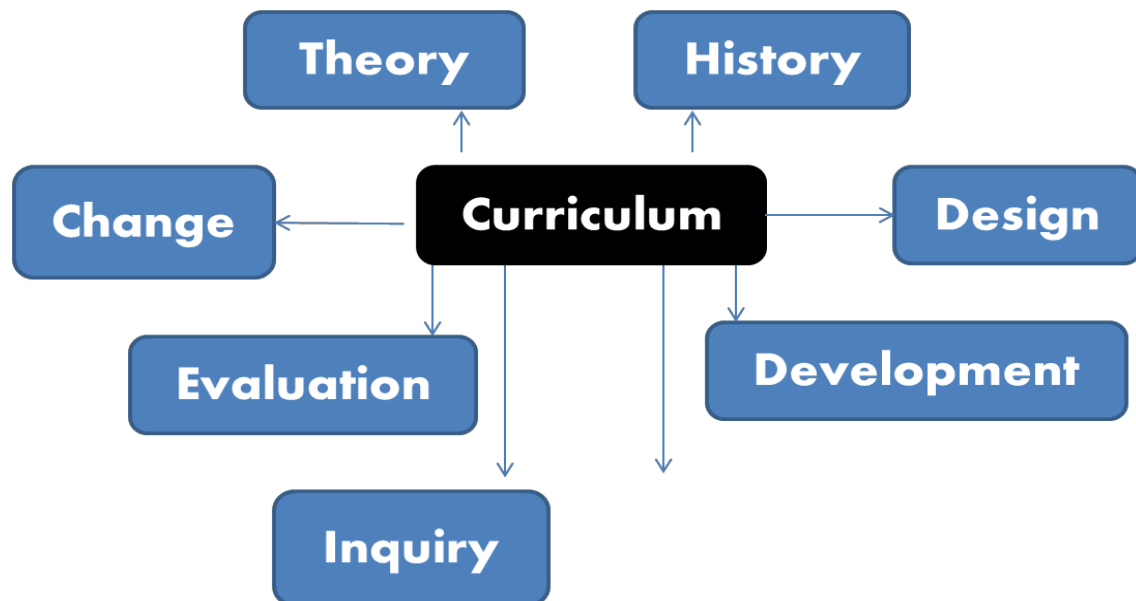 Theory
History
Change
Curriculum
Design
Evaluation
Development
Inquiry